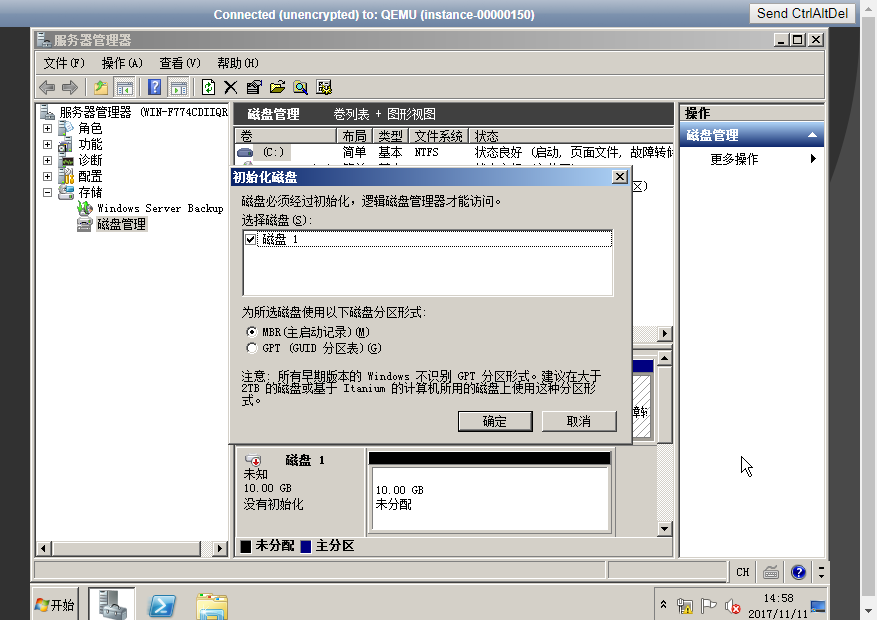 Connected (unencrypted) to: QEMU (instance-00000150)
Send CtrlAltDel
服务器管理器
文件(F) 操作(A) 查看(V) 帮助(H)
服务器管理器 (WIN-F774CDIIQR
角色
功能
诊断
配置
存储
Windows Server Backup
磁盘管理
磁盘管理 卷列表 + 图形视图
卷 布局 类型 文件系统 状态
(C:) 简单 基本 NTFS 状态良好 (启动, 页面文件, 故障转
区)
操作
磁盘管理
更多操作
初始化磁盘
磁盘必须经过初始化，逻辑磁盘管理器才能访问。
选择磁盘(S):
磁盘 1
为所选磁盘使用以下磁盘分区形式:
MBR(主启动记录)(M)
GPT (GUID 分区表)(G)
注意: 所有早期版本的 Windows 不识别 GPT 分区形式。建议在大于
2TB 的磁盘或基于 Itanium 的计算机所用的磁盘上使用这种分区形
式。
确定 取消
磁盘 1
未知
10.00 GB
没有初始化
10.00 GB
未分配
未分配 主分区
CH
开始
14:58
2017/11/11